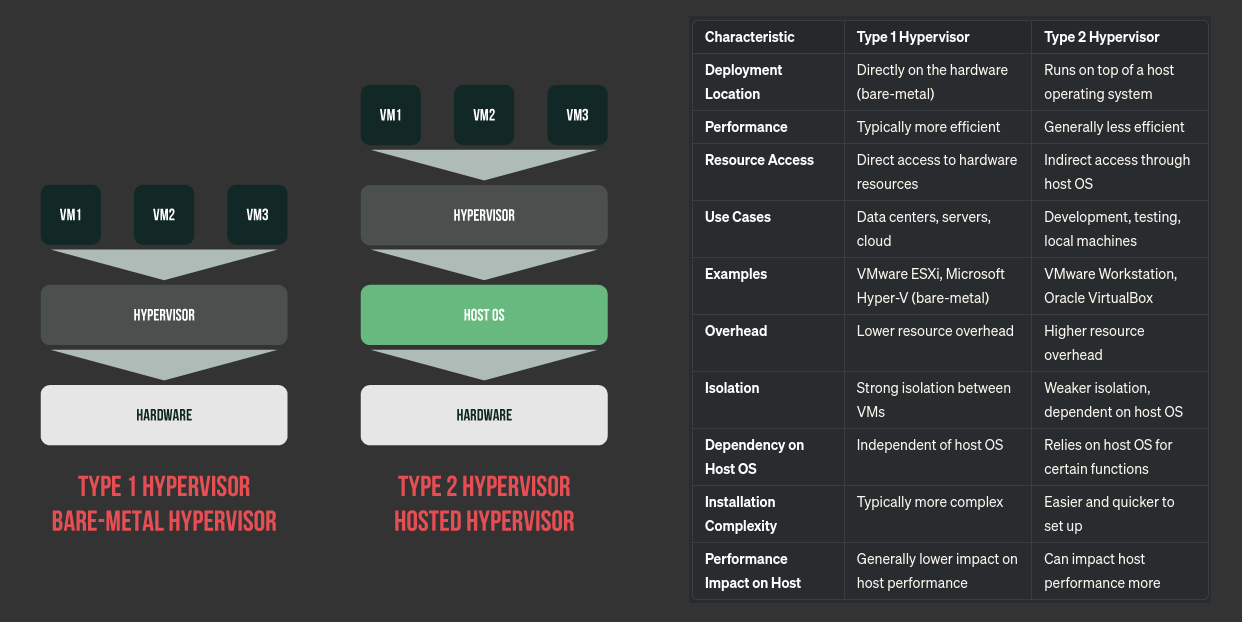 VM1 VM2 VM3
HYPERVISOR
HARDWARE
TYPE 1 HYPERVISOR
BARE-METAL HYPERVISOR
VM1 VM2 VM3
HYPERVISOR
HOST OS
HARDWARE
TYPE 2 HYPERVISOR
HOSTED HYPERVISOR
Characteristic Type 1 Hypervisor Type 2 Hypervisor
Deployment Directly on the hardware Runs on top of a host
Location (bare-metal) operating system
Performance Typically more efficient Generally less efficient
Resource Access Direct access to hardware Indirect access through
resources host OS
Use Cases Data centers, servers, Development, testing,
cloud local machines
Examples VMware ESXi, Microsoft VMware Workstation,
Hyper-V (bare-metal) Oracle VirtualBox
Overhead Lower resource overhead Higher resource
overhead
Isolation Strong isolation between Weaker isolation,
VMs dependent on host OS
Dependency on Independent of host OS Relies on host OS for
Host OS certain functions
Installation Typically more complex Easier and quicker to
Complexity set up
Performance Generally lower impact on Can impact host
Impact on Host host performance performance more